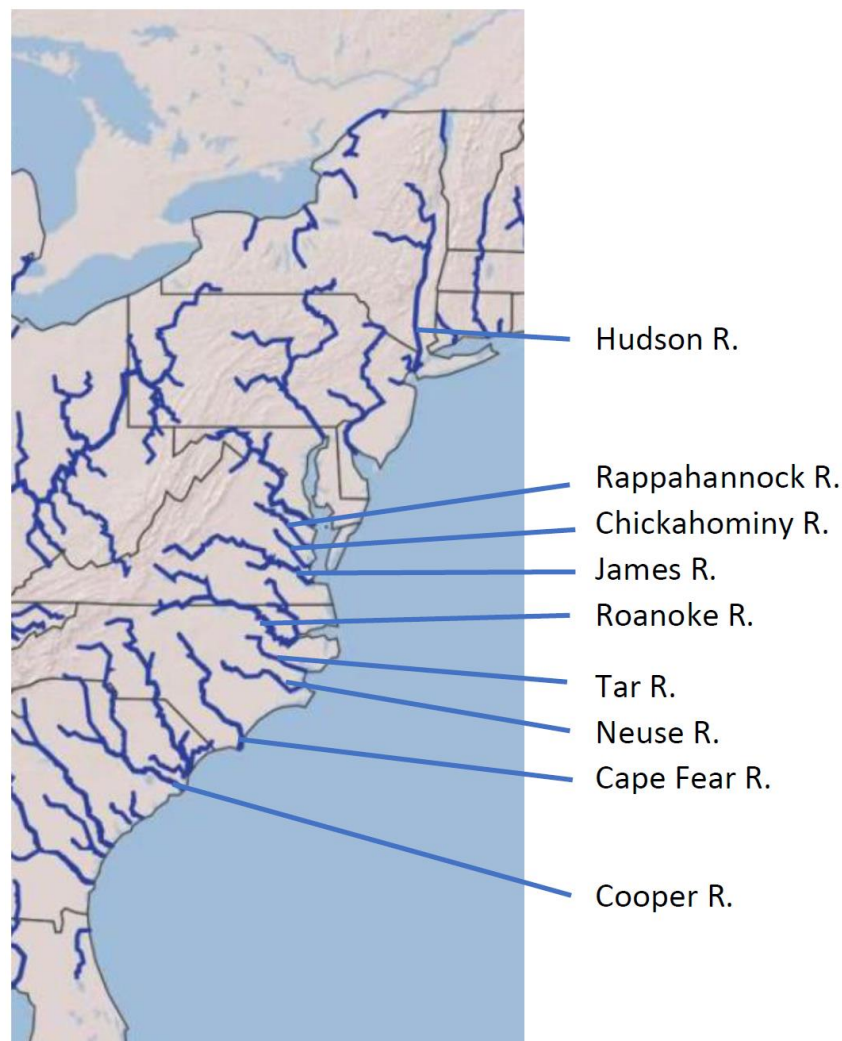 Hudson R.
Rappahannock R.
Chickahominy R.
James R.
Roanoke R.
Tar R.
Neuse R.
Cape Fear R.
Cooper R.